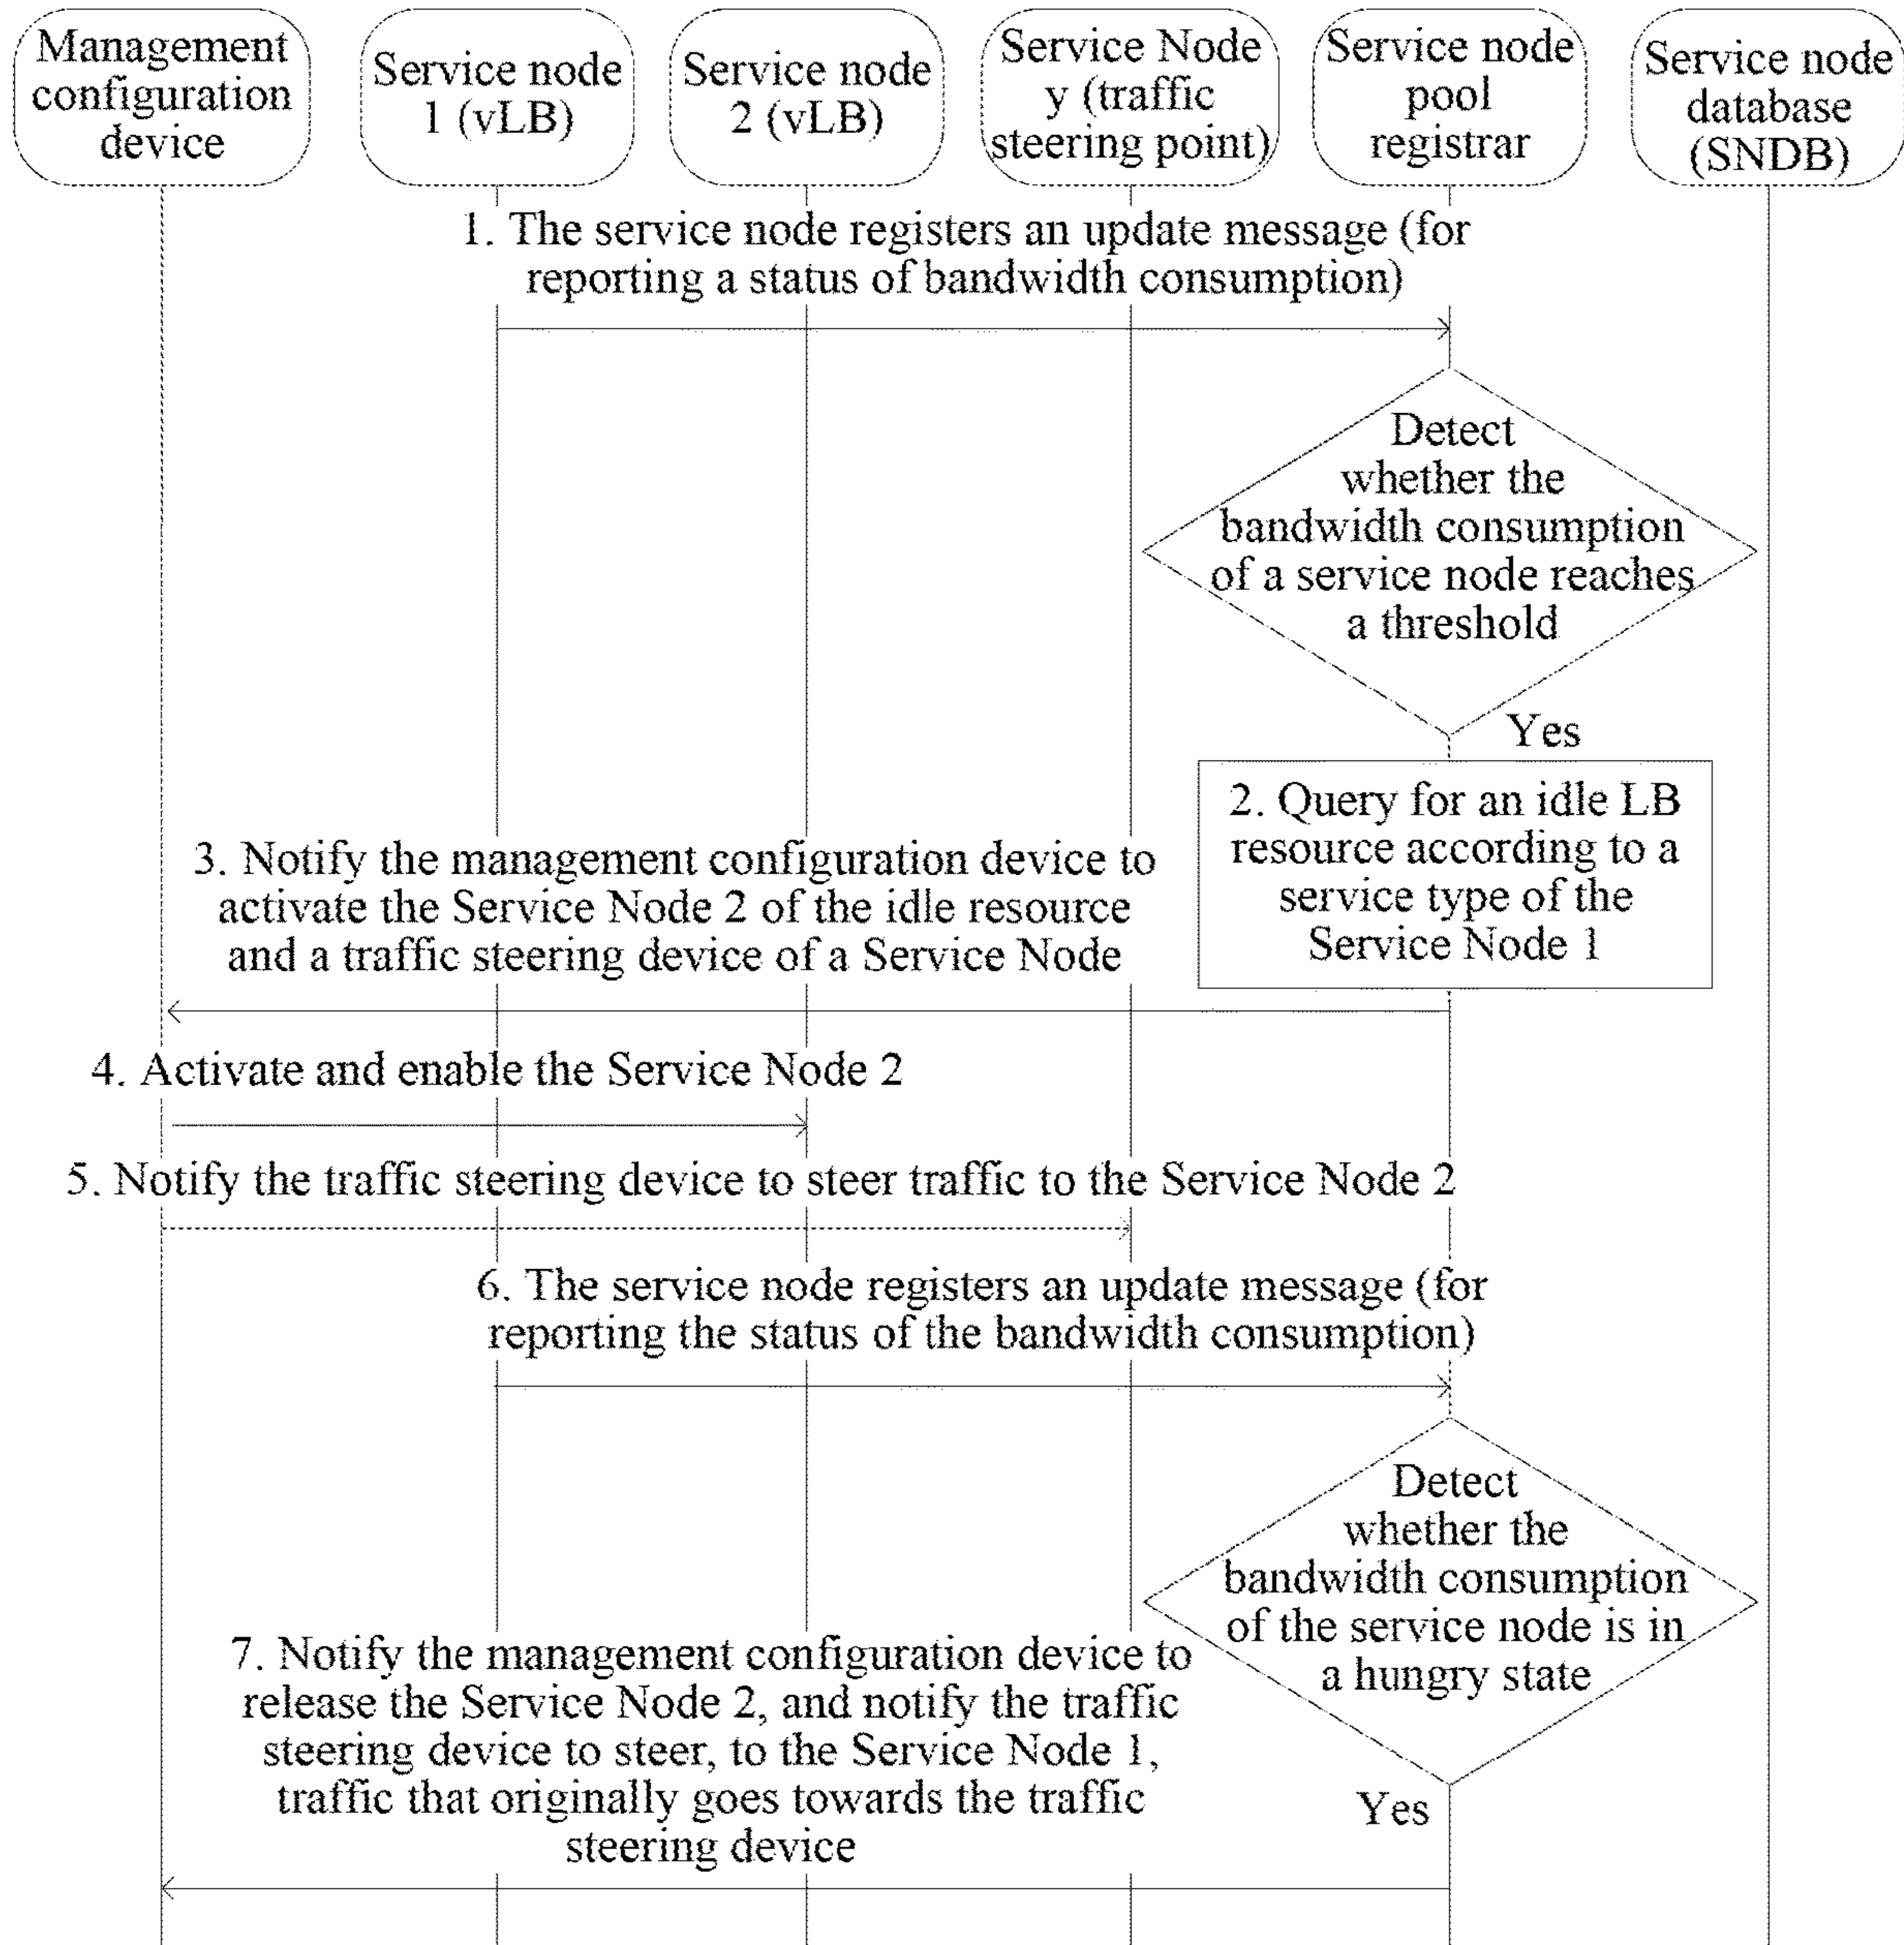 Management
configuration
device
Service node
1 (vLB)
Service node
2 (vLB)
Service Node
y (traffic
steering point)
Service node
pool
registrar
Service node
database
(SNDB)
1. The service node registers an update message (for
reporting a status of bandwidth consumption)
Detect
whether the
bandwidth consumption
of a service node reaches
a threshold
Yes
2. Query for an idle LB
resource according to a
service type of the
Service Node 1
3. Notify the management configuration device to
activate the Service Node 2 of the idle resource
and a traffic steering device of a Service Node
4. Activate and enable the Service Node 2
5. Notify the traffic steering device to steer traffic to the Service Node 2
6. The service node registers an update message (for
reporting the status of the bandwidth consumption)
Detect
whether the
bandwidth consumption
of the service node is in
a hungry state
Yes
7. Notify the management configuration device to
release the Service Node 2, and notify the traffic
steering device to steer, to the Service Node 1,
traffic that originally goes towards the traffic
steering device